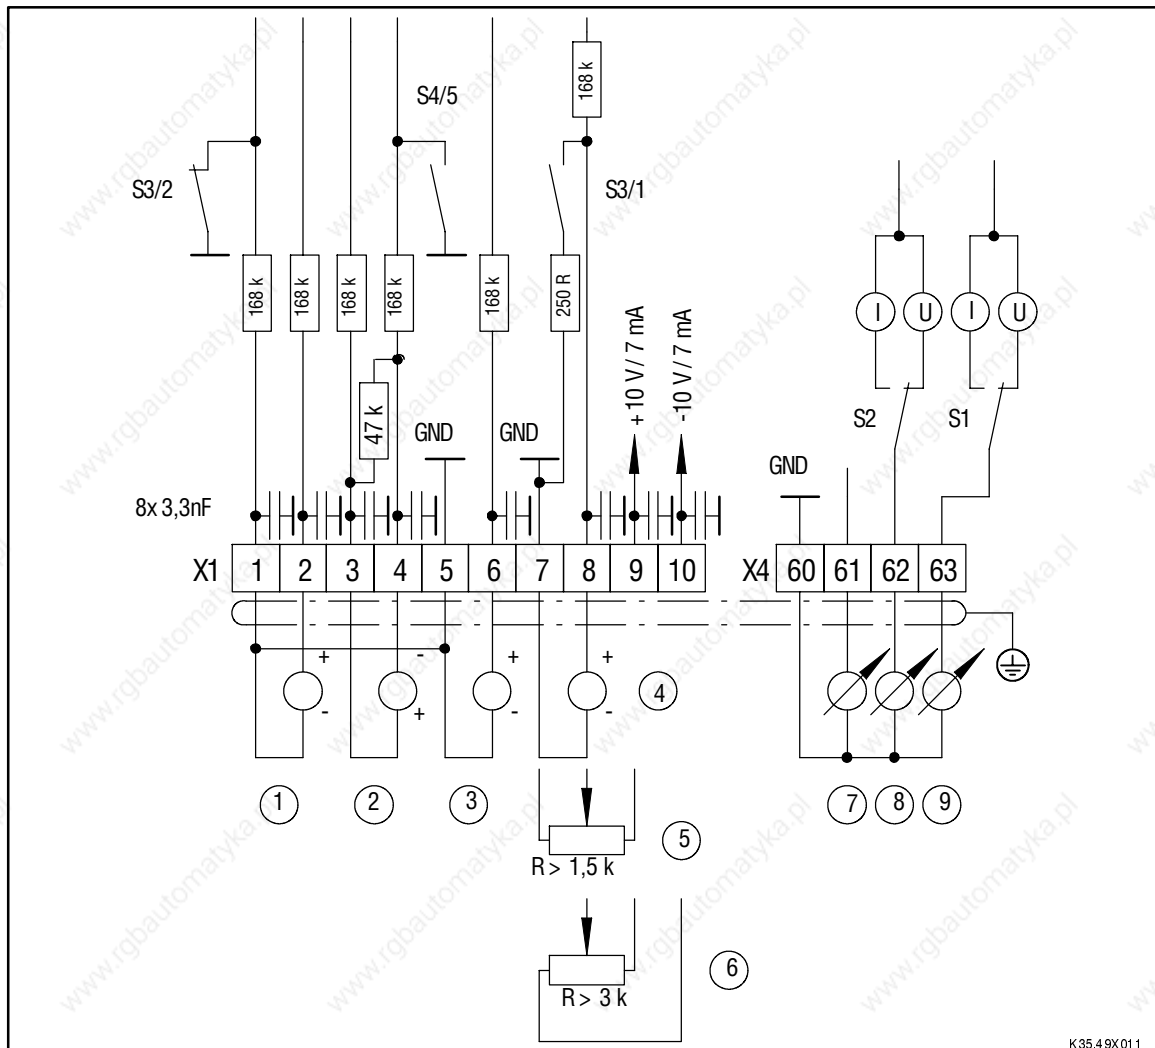 168 k
S4/5
S3/2
S3/1
168 k
168 k
168 k
168 k
168 k
250 R
I
U
I
U
+10 V / 7 mA
-10 V / 7 mA
47 k
S2
S1
GND
GND
GND
8x 3,3nF
X1 1 2 3 4 5 6 7 8 9 10
X4 60 61 62 63
+ - + +
- + - -
4
1 2 3
7 8 9
5
R > 1,5 k
6
R > 3 k
K35.49X011
www.rgbautomatyka.pl